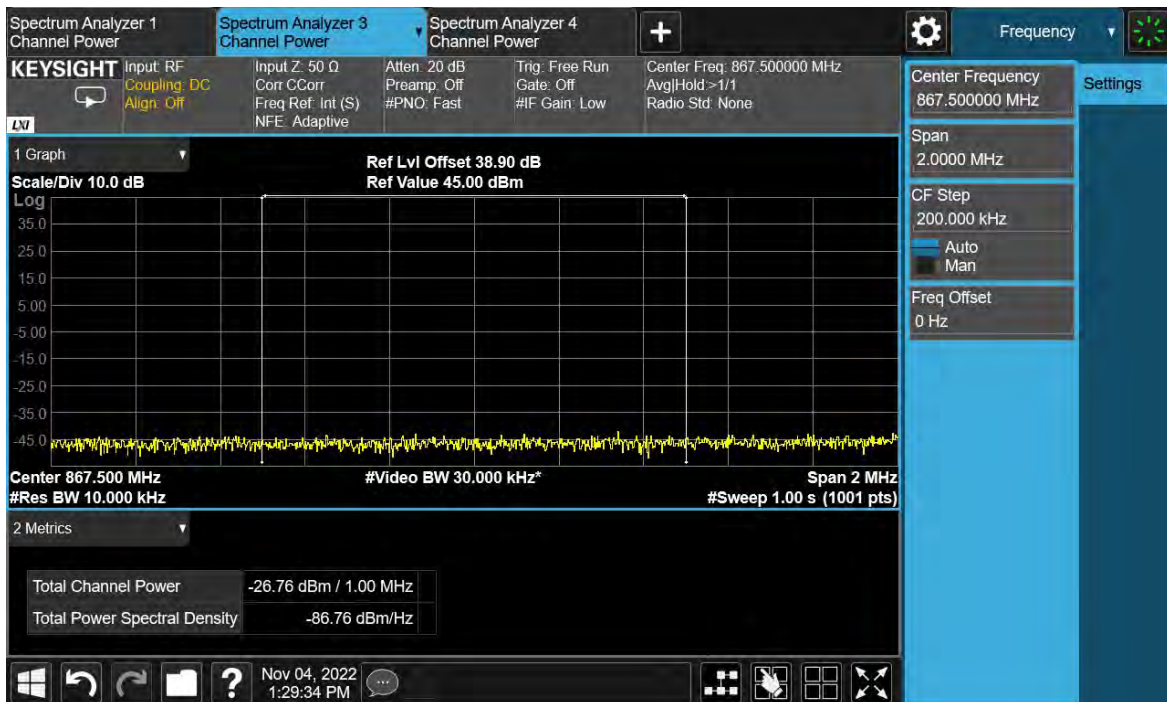 Spectrum Analyzer 1
Channel Power
Spectrum Analyzer 3
Channel Power
Spectrum Analyzer 4
Channel Power
Frequency
KEYSIGHT
LXI
Input: RF
Coupling: DC
Align: Off
Input Z: 50 Ω
Corr CCorr
Freq Ref: Int (S)
NFE: Adaptive
Atten: 20 dB
Preamp: Off
#PNO: Fast
Trig: Free Run
Gate: Off
#IF Gain: Low
Center Freq: 867.500000 MHz
Avg|Hold:>1/1
Radio Std: None
Center Frequency
867.500000 MHz
Settings
Span
2.0000 MHz
CF Step
200.000 kHz
Auto
Man
Freq Offset
0 Hz
1 Graph
Scale/Div 10.0 dB
Ref Lvl Offset 38.90 dB
Ref Value 45.00 dBm
Log
35.0
25.0
15.0
5.00
-5.00
-15.0
-25.0
-35.0
-45.0
Center 867.500 MHz
#Video BW 30.000 kHz*
Span 2 MHz
#Res BW 10.000 kHz
#Sweep 1.00 s (1001 pts)
2 Metrics
Total Channel Power -26.76 dBm / 1.00 MHz
Total Power Spectral Density -86.76 dBm/Hz
?
Nov 04, 2022
1:29:34 PM